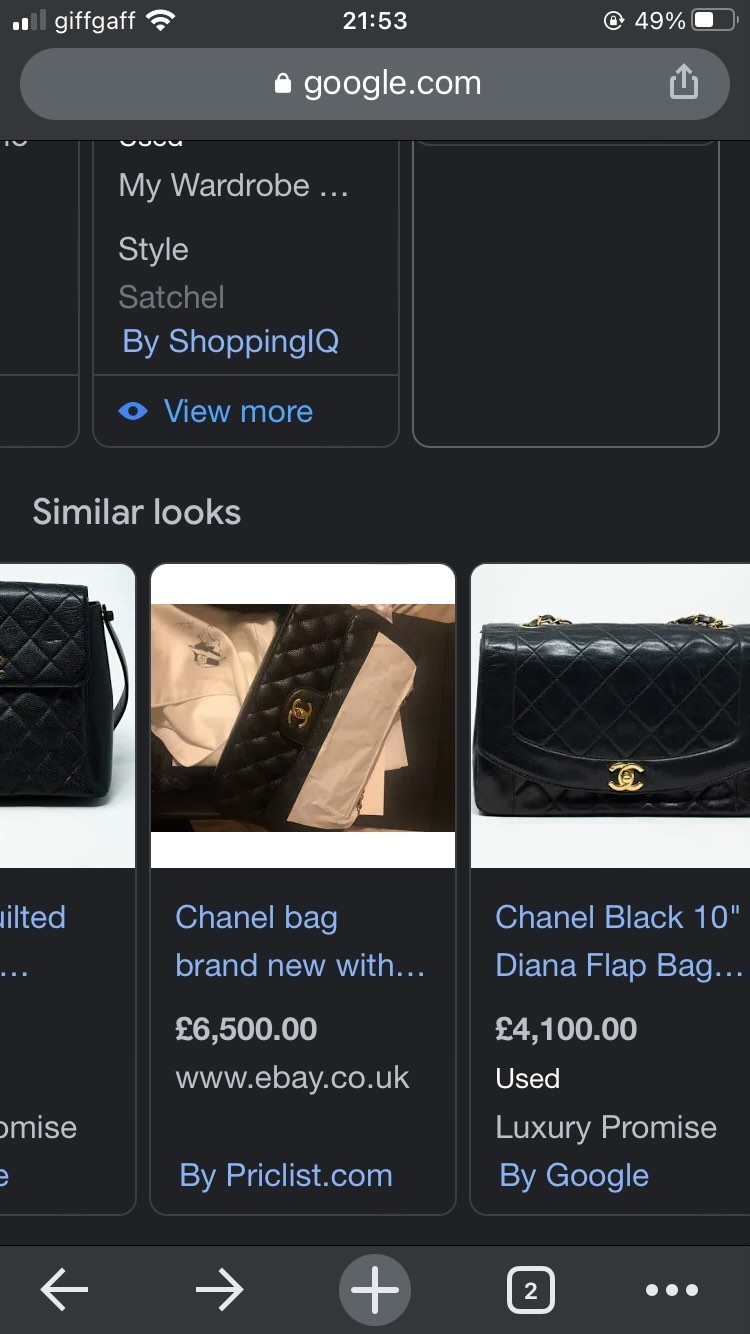 giffgaff 21:53 49%
google.com
Used
My Wardrobe ...
Style
Satchel
By ShoppingIQ
View more
Similar looks
Chanel bag
brand new with...
£6,500.00
www.ebay.co.uk
By Priclist.com
Chanel Black 10"
Diana Flap Bag...
£4,100.00
Used
Luxury Promise
By Google
uilted
...
omise
e
2